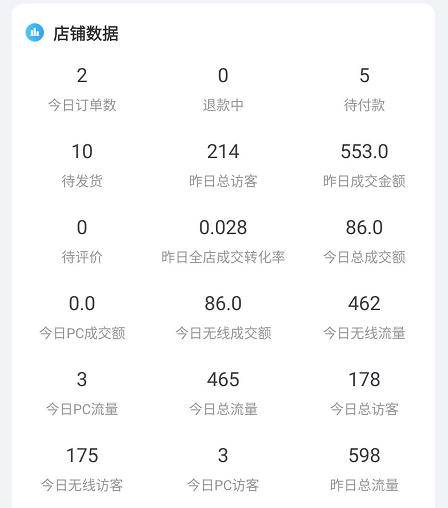 店铺数据
2 0 5
今日订单数 退款中 待付款
10 214 553.0
待发货 昨日总访客 昨日成交金额
0 0.028 86.0
待评价 昨日全店成交转化率 今日总成交额
0.0 86.0 462
今日PC成交额 今日无线成交额 今日无线流量
3 465 178
今日PC流量 今日总流量 今日总访客
175 3 598
今日无线访客 今日PC访客 昨日总流量